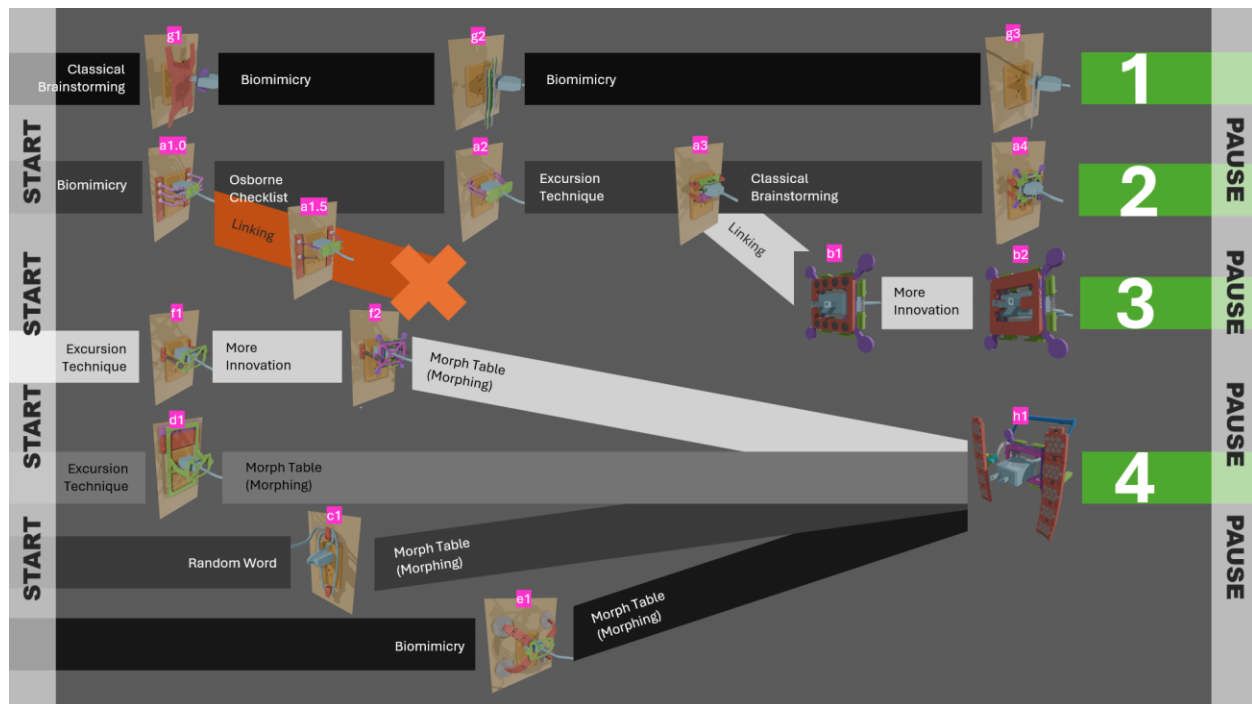 g1
g2
g3
Classical
Brainstorming
Biomimicry
Biomimicry
1
START
PAUSE
a1.0
a2
a3
a4
Biomimicry
Osborne
Checklist
Excursion
Technique
Classical
Brainstorming
2
Linking
a1.5
Linking
b1
b2
START
PAUSE
More
Innovation
3
f1
f2
Excursion
Technique
More
Innovation
Morph Table
(Morphing)
START
PAUSE
d1
h1
Excursion
Technique
Morph Table
(Morphing)
4
c1
START
PAUSE
Random Word
Morph Table
(Morphing)
e1
Biomimicry
Morph Table
(Morphing)